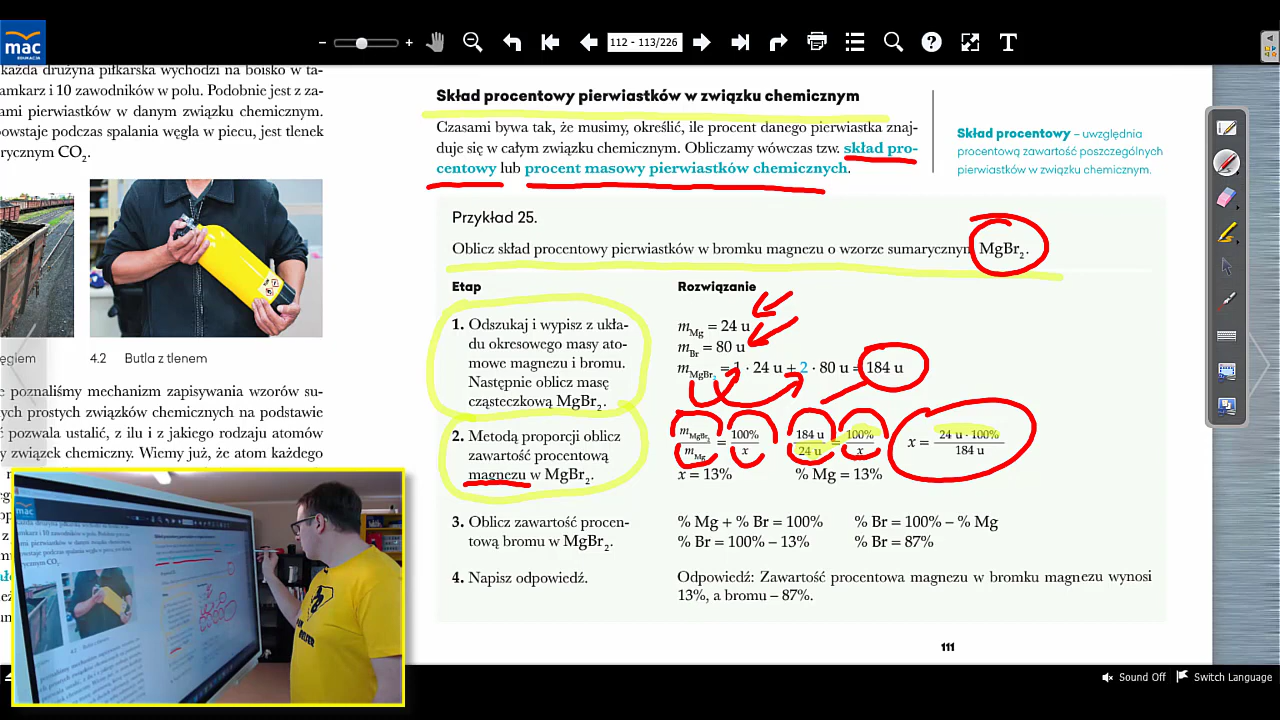 mac
EDUKACJA
112 - 113/226
każda drużyna piłkarska wychodzi na boisko w ta-
amkarz i 10 zawodników w polu. Podobnie jest z za-
ami pierwiastków w danym związku chemicznym.
powstaje podczas spalania węgla w piecu, jest tlenek
rycznym CO₂.
ęglem
4.2 Butla z tlenem
e poznaliśmy mechanizm zapisywania wzorów su-
ych prostych związków chemicznych na podstawie
ć pozwala ustalić, z ilu i z jakiego rodzaju atomów
y związek chemiczny. Wiemy już, że atom każdego
Skład procentowy pierwiastków w związku chemicznym
Czasami bywa tak, że musimy, określić, ile procent danego pierwiastka znaj-
duje się w całym związku chemicznym. Obliczamy wówczas tzw. skład pro-
centowy lub procent masowy pierwiastków chemicznych.
Skład procentowy – uwzględnia
procentową zawartość poszczególnych
pierwiastków w związku chemicznym.
Przykład 25.
Oblicz skład procentowy pierwiastków w bromku magnezu o wzorze sumarycznym MgBr₂.
Etap Rozwiązanie
1. Odszukaj i wypisz z ukła-
du okresowego masy ato-
mowe magnezu i bromu.
Następnie oblicz masę
cząsteczkową MgBr₂.
m_Mg = 24 u
m_Br = 80 u
m_MgBr₂ = 1 · 24 u + 2 · 80 u = 184 u
2. Metodą proporcji oblicz
zawartość procentową
magnezu w MgBr₂.
m_MgBr₂/m_Mg = 100%/x 184 u/24 u = 100%/x x = 24 u · 100%/184 u
x = 13% % Mg = 13%
3. Oblicz zawartość procen-
tową bromu w MgBr₂.
% Mg + % Br = 100% % Br = 100% – % Mg
% Br = 100% – 13% % Br = 87%
4. Napisz odpowiedź.
Odpowiedź: Zawartość procentowa magnezu w bromku magnezu wynosi
13%, a bromu – 87%.
111
Sound Off Switch Language